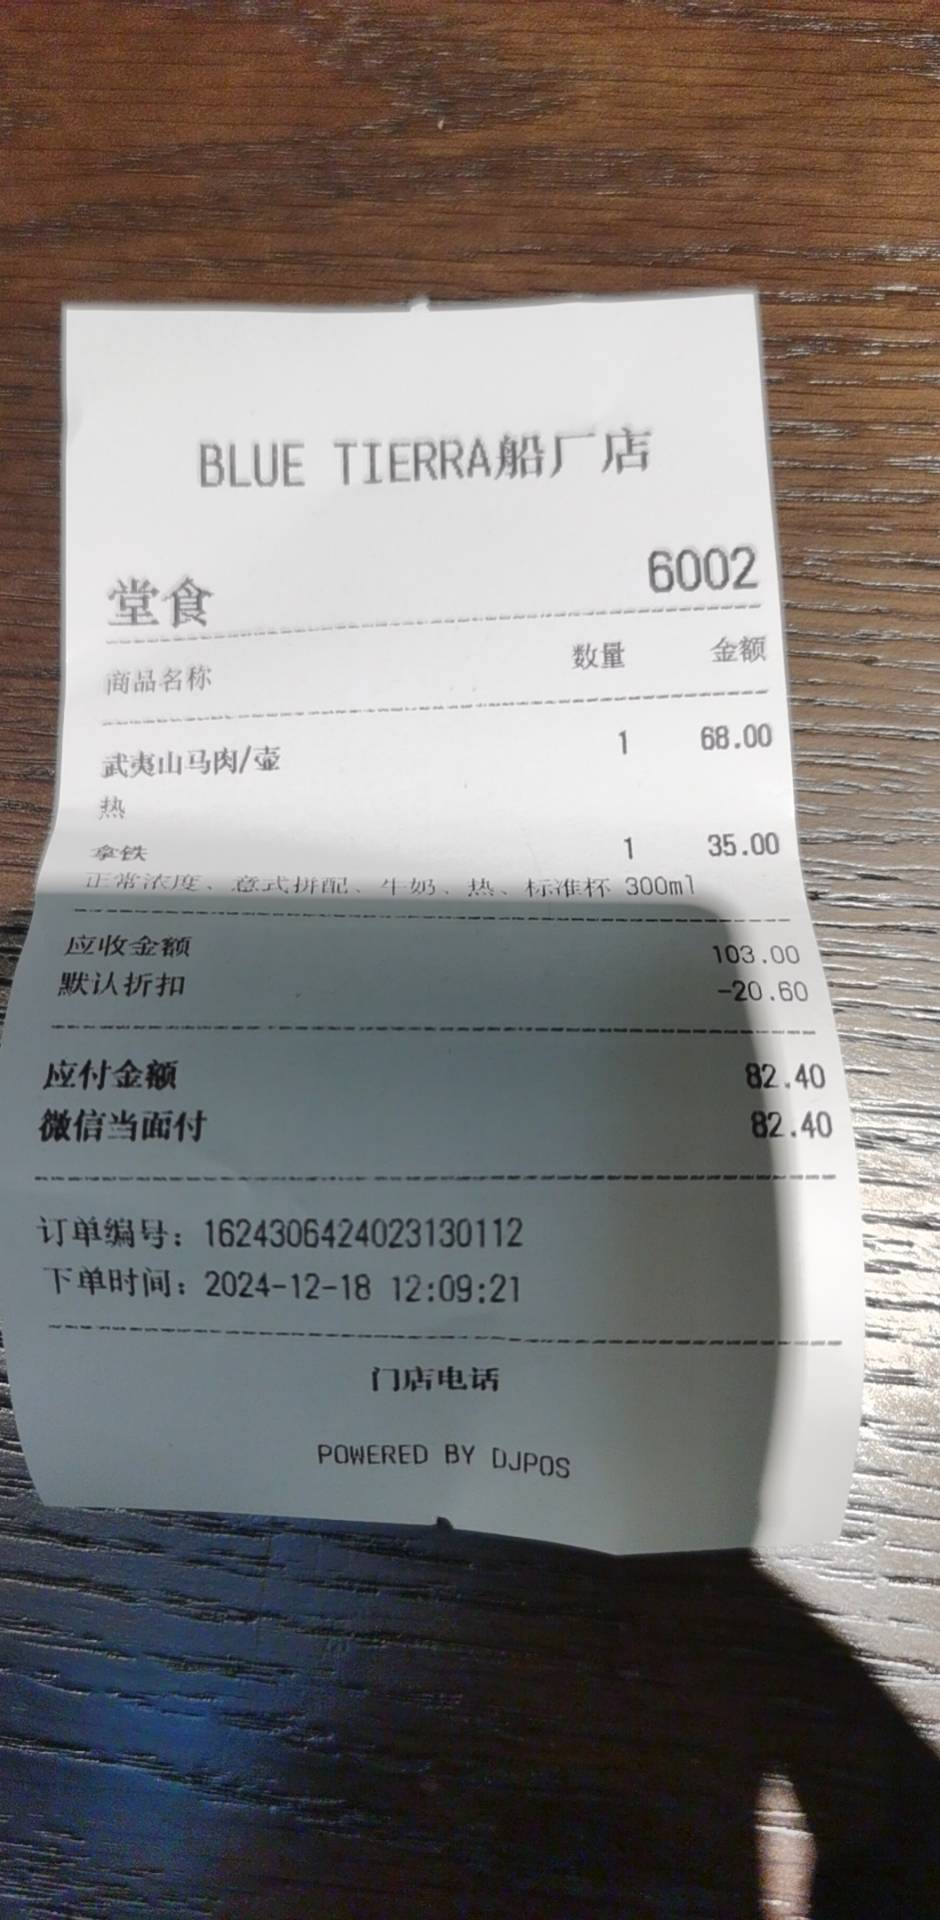 BLUE TIERRA船厂店
堂食 6002
商品名称 数量 金额
武夷山马肉/壶 1 68.00
热
拿铁 1 35.00
正常浓度、意式拼配、牛奶、热、标准杯 300ml
应收金额 103.00
默认折扣 -20.60
应付金额 82.40
微信当面付 82.40
订单编号：1624306424023130112
下单时间：2024-12-18 12:09:21
门店电话
POWERED BY DJPOS